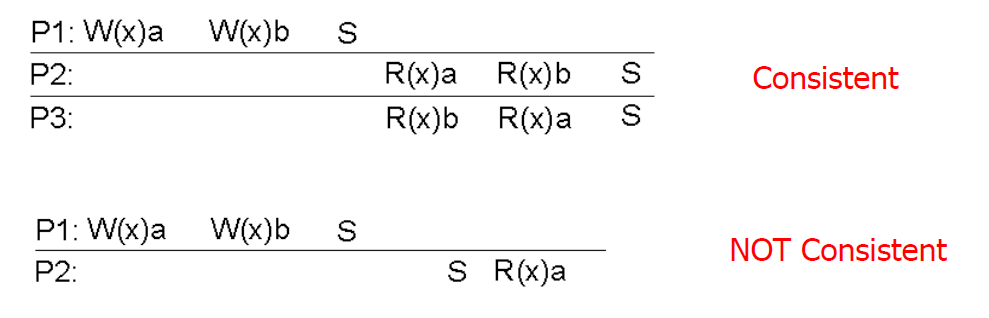 P1: W(x)a W(x)b S
P2: R(x)a R(x)b S
P3: R(x)b R(x)a S
Consistent
P1: W(x)a W(x)b S
P2: S R(x)a
NOT Consistent